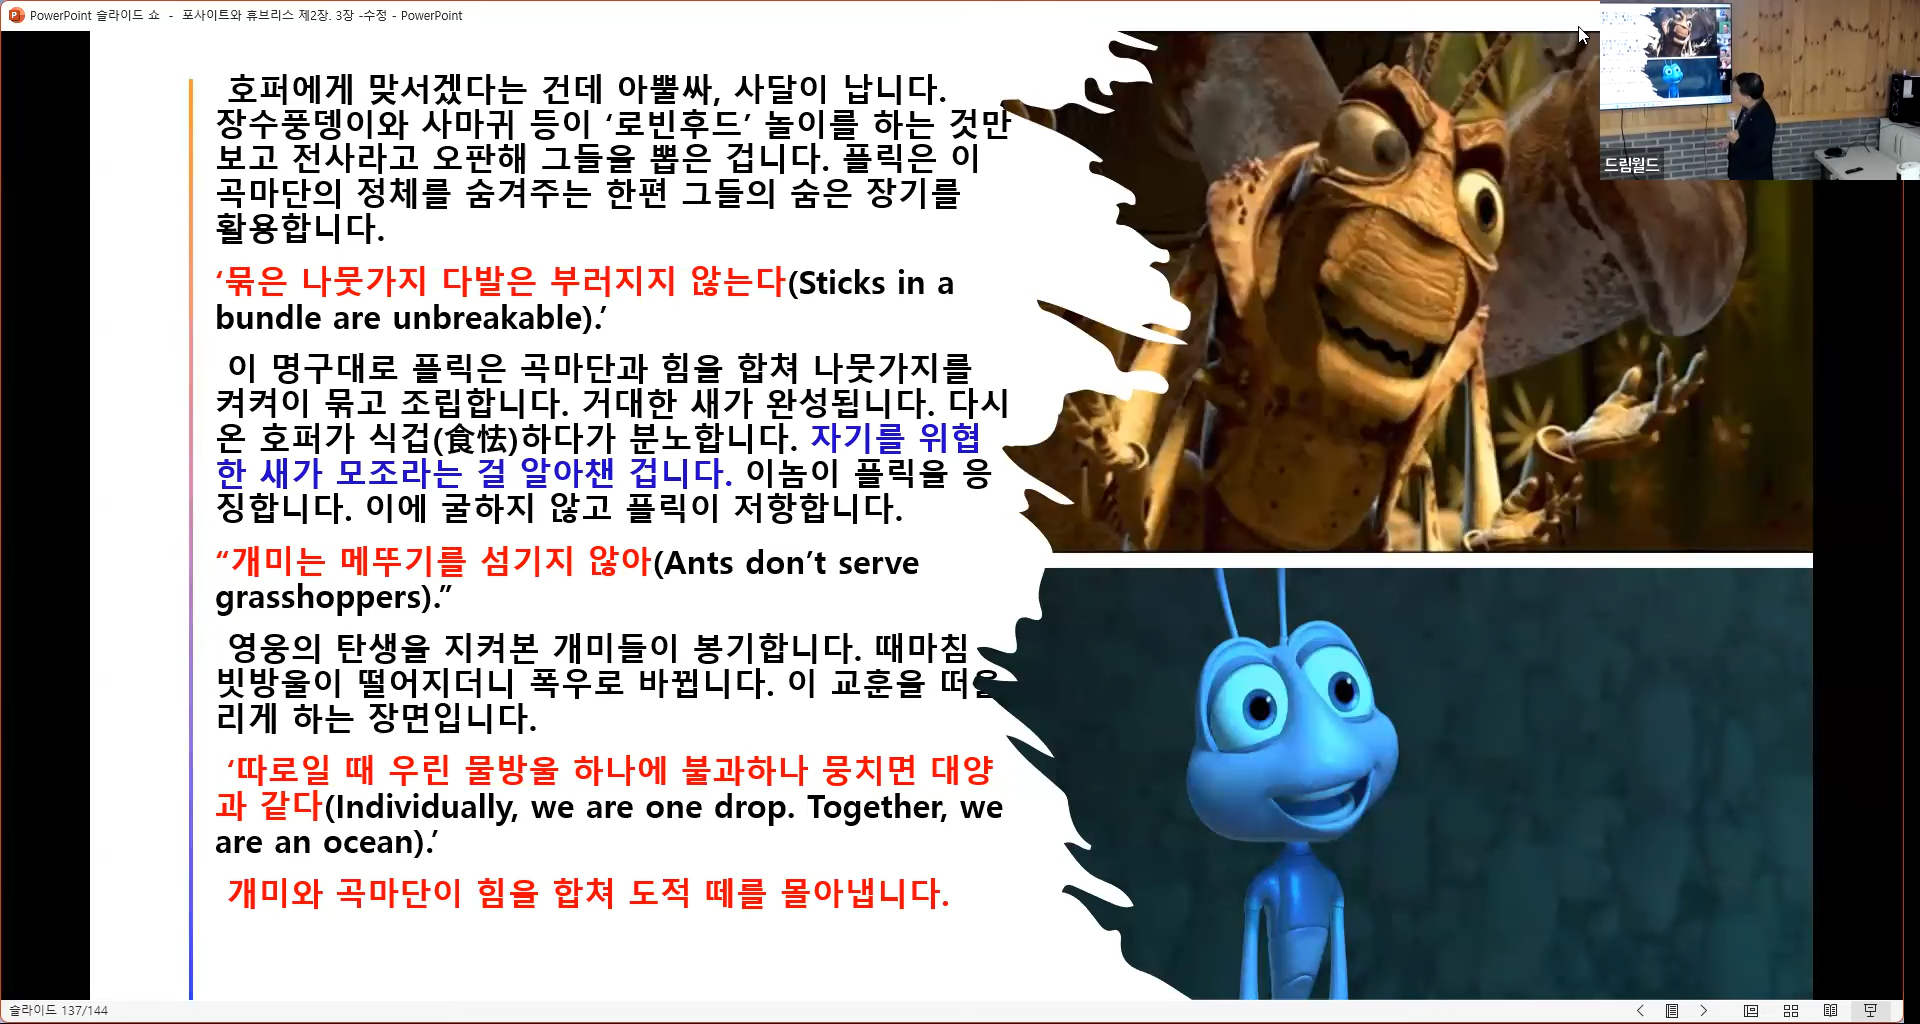 PowerPoint 슬라이드 쇼 - 포사이트와 휴브리스 제2장. 3장 -수정 - PowerPoint
드림월드
호퍼에게 맞서겠다는 건데 아뿔싸, 사달이 납니다.
장수풍뎅이와 사마귀 등이 ‘로빈후드’ 놀이를 하는 것만
보고 전사라고 오판해 그들을 뽑은 겁니다. 플릭은 이
곡마단의 정체를 숨겨주는 한편 그들의 숨은 장기를
활용합니다.
‘묶은 나뭇가지 다발은 부러지지 않는다(Sticks in a
bundle are unbreakable).’
이 명구대로 플릭은 곡마단과 힘을 합쳐 나뭇가지를
켜켜이 묶고 조립합니다. 거대한 새가 완성됩니다. 다시
온 호퍼가 식겁(食怯)하다가 분노합니다. 자기를 위협
한 새가 모조라는 걸 알아챈 겁니다. 이놈이 플릭을 응
징합니다. 이에 굴하지 않고 플릭이 저항합니다.
“개미는 메뚜기를 섬기지 않아(Ants don’t serve
grasshoppers).”
영웅의 탄생을 지켜본 개미들이 봉기합니다. 때마침
빗방울이 떨어지더니 폭우로 바뀝니다. 이 교훈을 떠올
리게 하는 장면입니다.
‘따로일 때 우린 물방울 하나에 불과하나 뭉치면 대양
과 같다(Individually, we are one drop. Together, we
are an ocean).’
개미와 곡마단이 힘을 합쳐 도적 떼를 몰아냅니다.
슬라이드 137/144